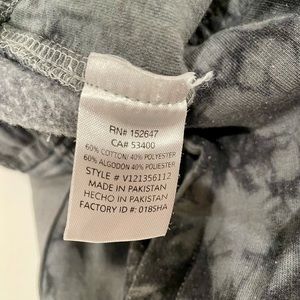 RN# 152647
CA# 53400
60% COTTON/ 40% POLYESTER
60% ALGODÓN 40% POLIESTER
STYLE # V121356112
MADE IN PAKISTAN
HECHO IN PAKISTAN
FACTORY ID #: 018SHA